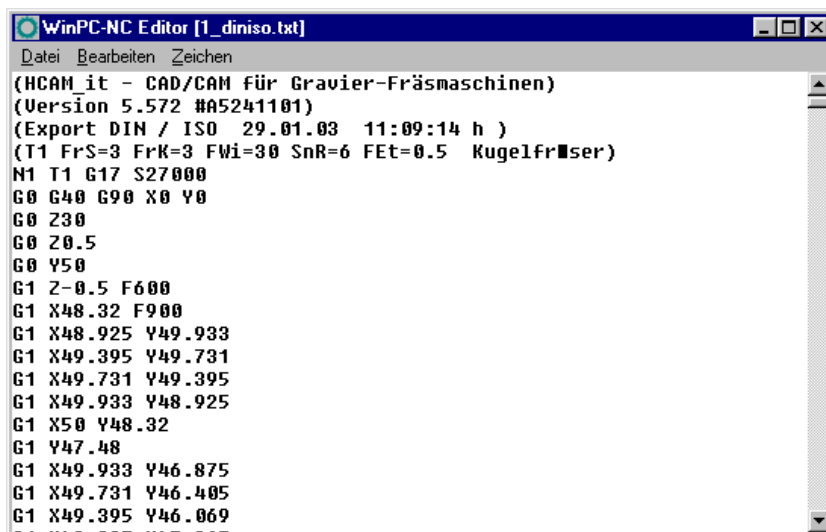 WinPC-NC Editor [1_diniso.txt]
Datei Bearbeiten Zeichen
(HCAM_it - CAD/CAM für Gravier-Fräsmaschinen)
(Version 5.572 #A5241101)
(Export DIN / ISO 29.01.03 11:09:14 h )
(T1 FrS=3 FrK=3 FWi=30 SnR=6 FEt=0.5 Kugelfr■ser)
N1 T1 G17 S27000
G0 G40 G90 X0 Y0
G0 Z30
G0 Z0.5
G0 Y50
G1 Z-0.5 F600
G1 X48.32 F900
G1 X48.925 Y49.933
G1 X49.395 Y49.731
G1 X49.731 Y49.395
G1 X49.933 Y48.925
G1 X50 Y48.32
G1 Y47.48
G1 X49.933 Y46.875
G1 X49.731 Y46.405
G1 X49.395 Y46.069